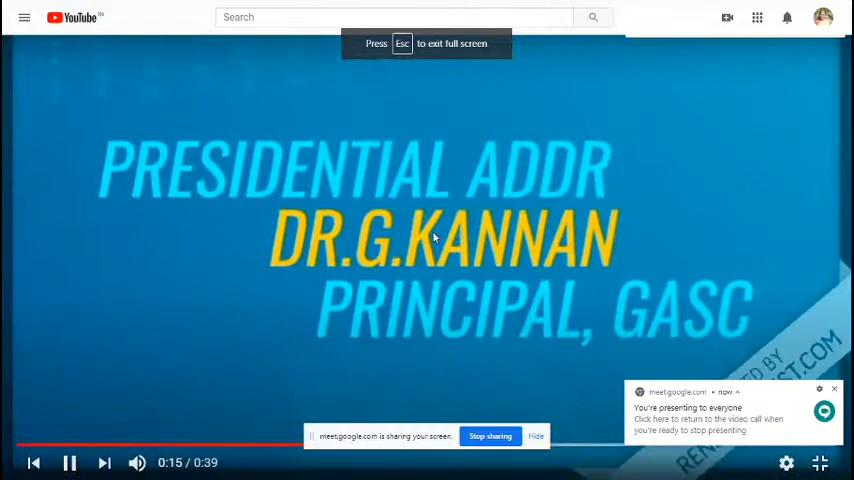 YouTube IN
Search
Press Esc to exit full screen
PRESIDENTIAL ADDR
DR.G.KANNAN
PRINCIPAL, GASC
meet.google.com • now
You're presenting to everyone
Click here to return to the video call when
you're ready to stop presenting
meet.google.com is sharing your screen.
Stop sharing
Hide
0:15 / 0:39